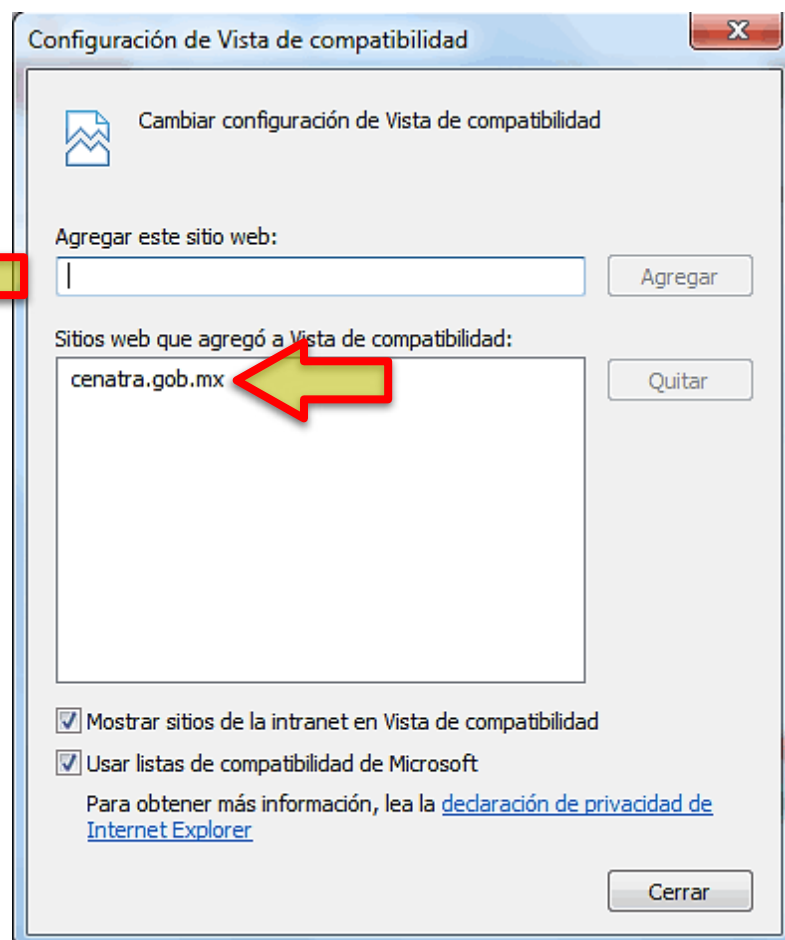 Configuración de Vista de compatibilidad
Cambiar configuración de Vista de compatibilidad
Agregar este sitio web:
Agregar
Sitios web que agregó a Vista de compatibilidad:
cenatra.gob.mx
Quitar
Mostrar sitios de la intranet en Vista de compatibilidad
Usar listas de compatibilidad de Microsoft
Para obtener más información, lea la declaración de privacidad de
Internet Explorer
Cerrar